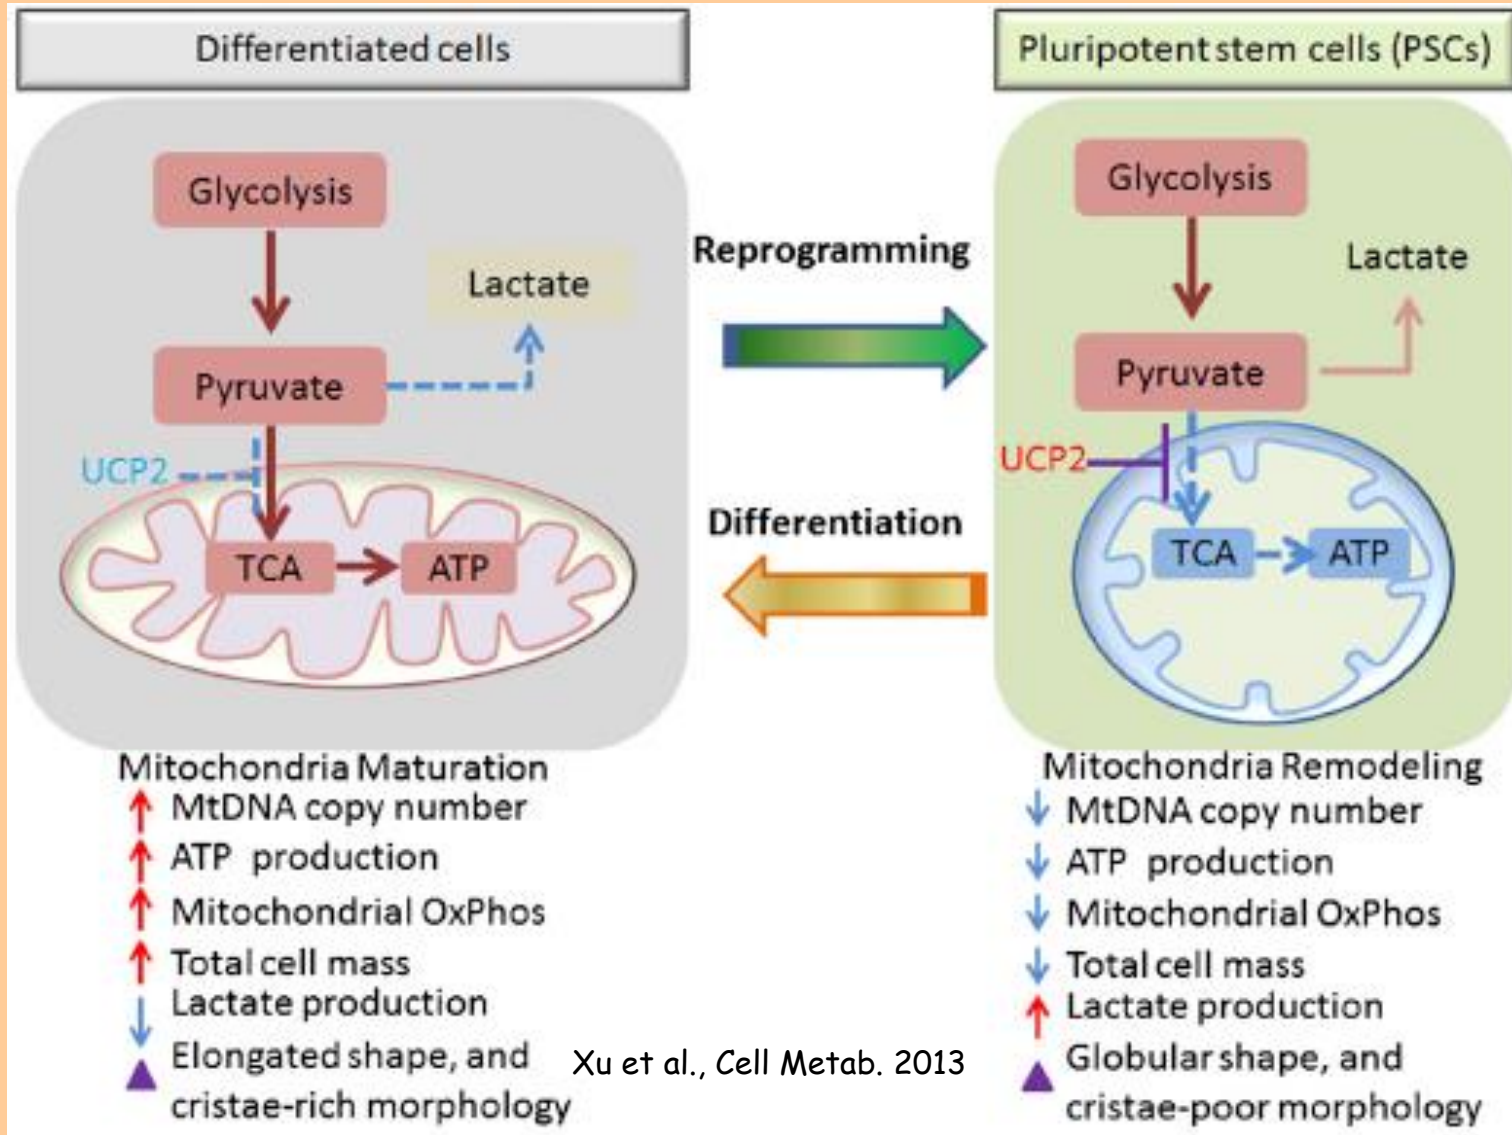 Differentiated cells
Glycolysis
Lactate
Pyruvate
UCP2
TCA
ATP
Mitochondria Maturation
MtDNA copy number
ATP production
Mitochondrial OxPhos
Total cell mass
Lactate production
Elongated shape, and
cristae-rich morphology
Reprogramming
Differentiation
Xu et al., Cell Metab. 2013
Pluripotent stem cells (PSCs)
Glycolysis
Lactate
Pyruvate
UCP2
TCA
ATP
Mitochondria Remodeling
MtDNA copy number
ATP production
Mitochondrial OxPhos
Total cell mass
Lactate production
Globular shape, and
cristae-poor morphology